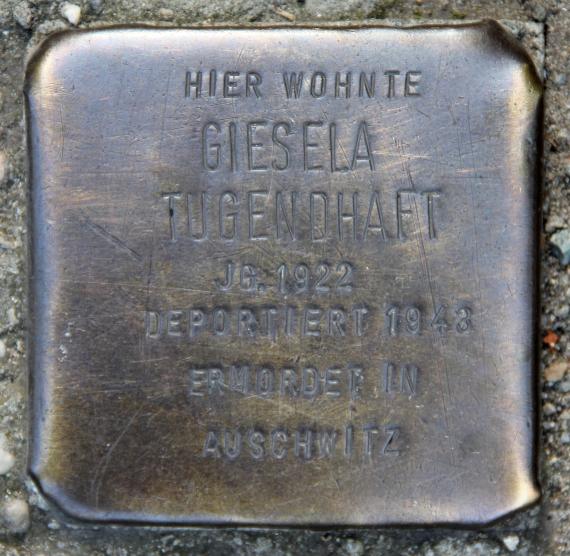 HIER WOHNTE
GIESELA
TUGENDHAFT
JG. 1922
DEPORTIERT 1943
ERMORDET IN
AUSCHWITZ